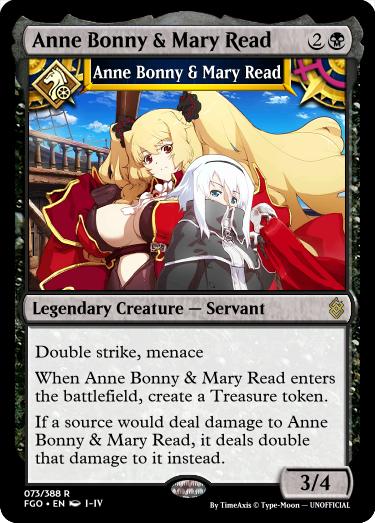 Anne Bonny & Mary Read 2
Anne Bonny & Mary Read
Legendary Creature — Servant
Double strike, menace
When Anne Bonny & Mary Read enters
the battlefield, create a Treasure token.
If a source would deal damage to Anne
Bonny & Mary Read, it deals double
that damage to it instead.
3/4
073/388 R
FGO • EN I-IV
By TimeAxis © Type-Moon — UNOFFICIAL